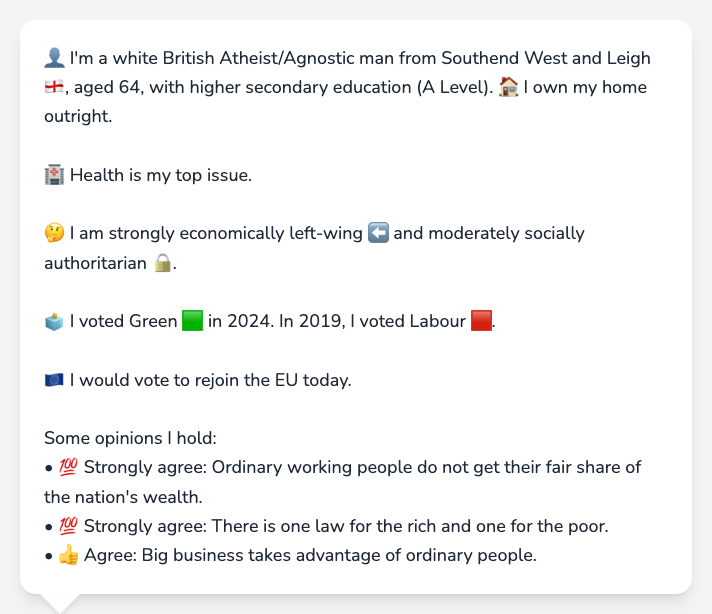 👤 I'm a white British Atheist/Agnostic man from Southend West and Leigh
🏴󠁧󠁢󠁥󠁮󠁧󠁿, aged 64, with higher secondary education (A Level). 🏠 I own my home
outright.
🏥 Health is my top issue.
🤔 I am strongly economically left-wing ⬅️ and moderately socially
authoritarian 🔒.
🗳️ I voted Green 🟩 in 2024. In 2019, I voted Labour 🟥.
🇪🇺 I would vote to rejoin the EU today.
Some opinions I hold:
• 💯 Strongly agree: Ordinary working people do not get their fair share of
the nation's wealth.
• 💯 Strongly agree: There is one law for the rich and one for the poor.
• 👍 Agree: Big business takes advantage of ordinary people.